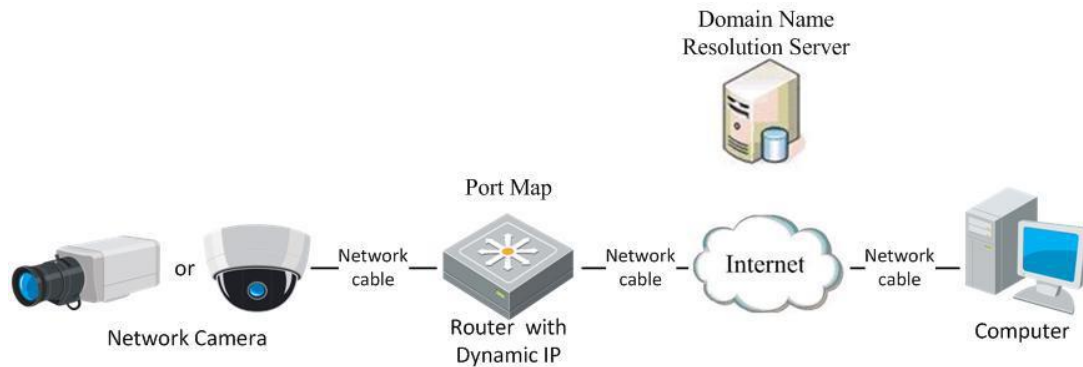 Domain Name
Resolution Server
Port Map
or
Network
cable
Network
cable
Internet
Network
cable
Network Camera
Router with
Dynamic IP
Computer